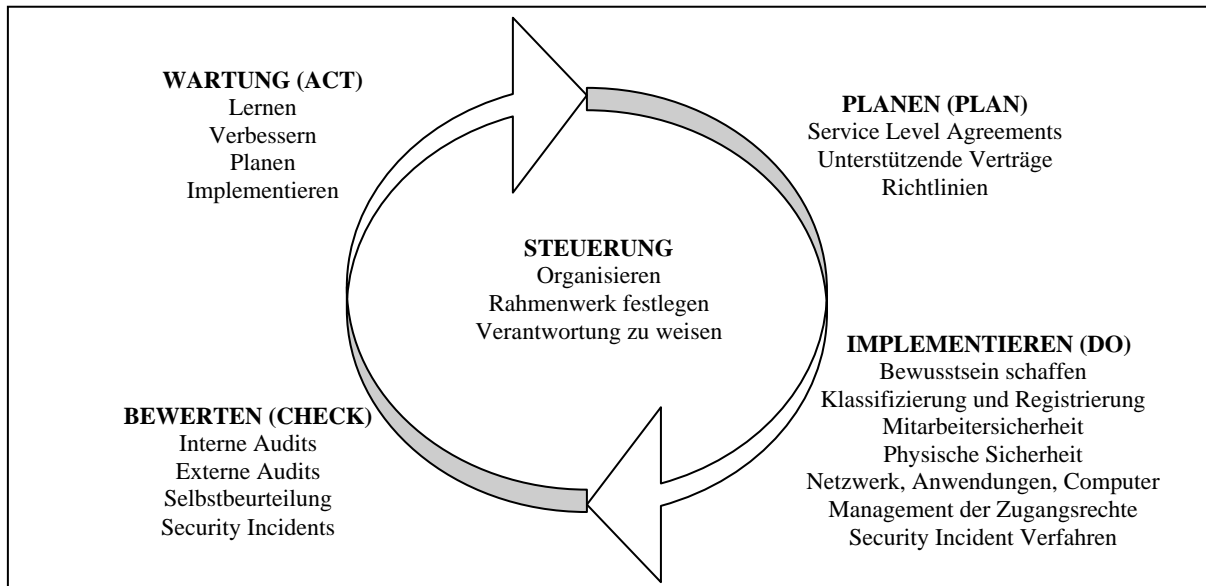 WARTUNG (ACT)
Lernen
Verbessern
Planen
Implementieren
PLANEN (PLAN)
Service Level Agreements
Unterstützende Verträge
Richtlinien
STEUERUNG
Organisieren
Rahmenwerk festlegen
Verantwortung zu weisen
BEWERTEN (CHECK)
Interne Audits
Externe Audits
Selbstbeurteilung
Security Incidents
IMPLEMENTIEREN (DO)
Bewusstsein schaffen
Klassifizierung und Registrierung
Mitarbeitersicherheit
Physische Sicherheit
Netzwerk, Anwendungen, Computer
Management der Zugangsrechte
Security Incident Verfahren